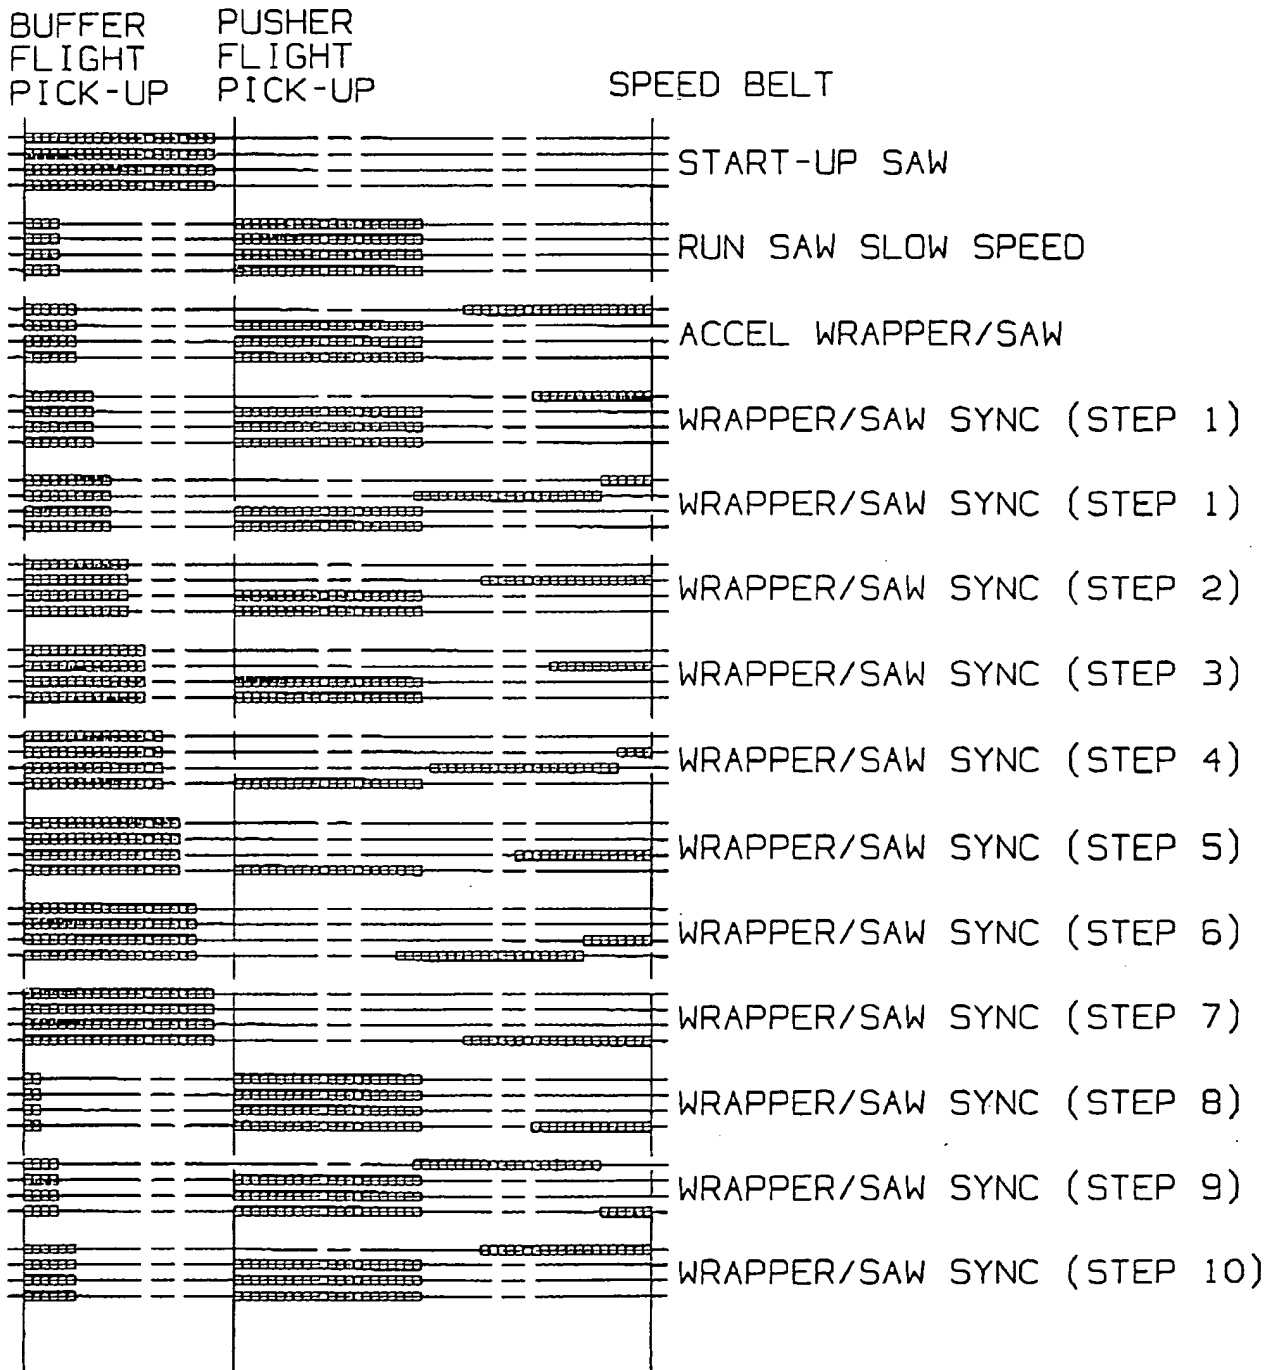 BUFFER
FLIGHT
PICK-UP
PUSHER
FLIGHT
PICK-UP
SPEED BELT
START-UP SAW
RUN SAW SLOW SPEED
ACCEL WRAPPER/SAW
WRAPPER/SAW SYNC (STEP 1)
WRAPPER/SAW SYNC (STEP 1)
WRAPPER/SAW SYNC (STEP 2)
WRAPPER/SAW SYNC (STEP 3)
WRAPPER/SAW SYNC (STEP 4)
WRAPPER/SAW SYNC (STEP 5)
WRAPPER/SAW SYNC (STEP 6)
WRAPPER/SAW SYNC (STEP 7)
WRAPPER/SAW SYNC (STEP 8)
WRAPPER/SAW SYNC (STEP 9)
WRAPPER/SAW SYNC (STEP 10)